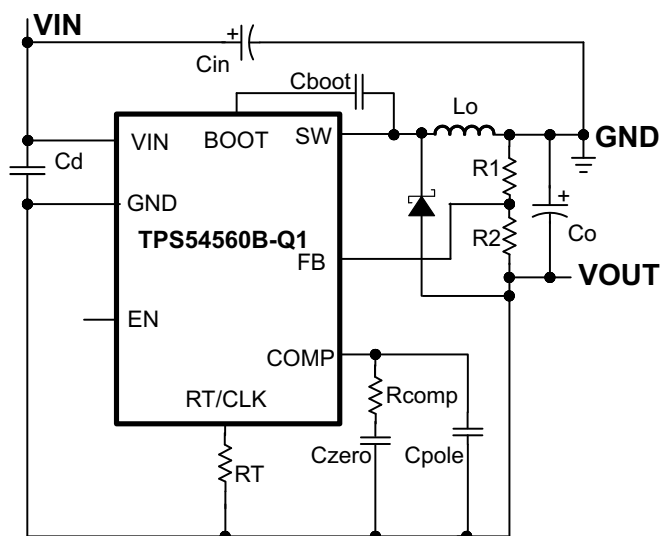 VIN
Cin
Cboot
Lo
VIN
BOOT
SW
GND
Cd
R1
GND
TPS54560B-Q1
R2
Co
FB
VOUT
EN
COMP
RT/CLK
Rcomp
Czero
Cpole
RT
+
+